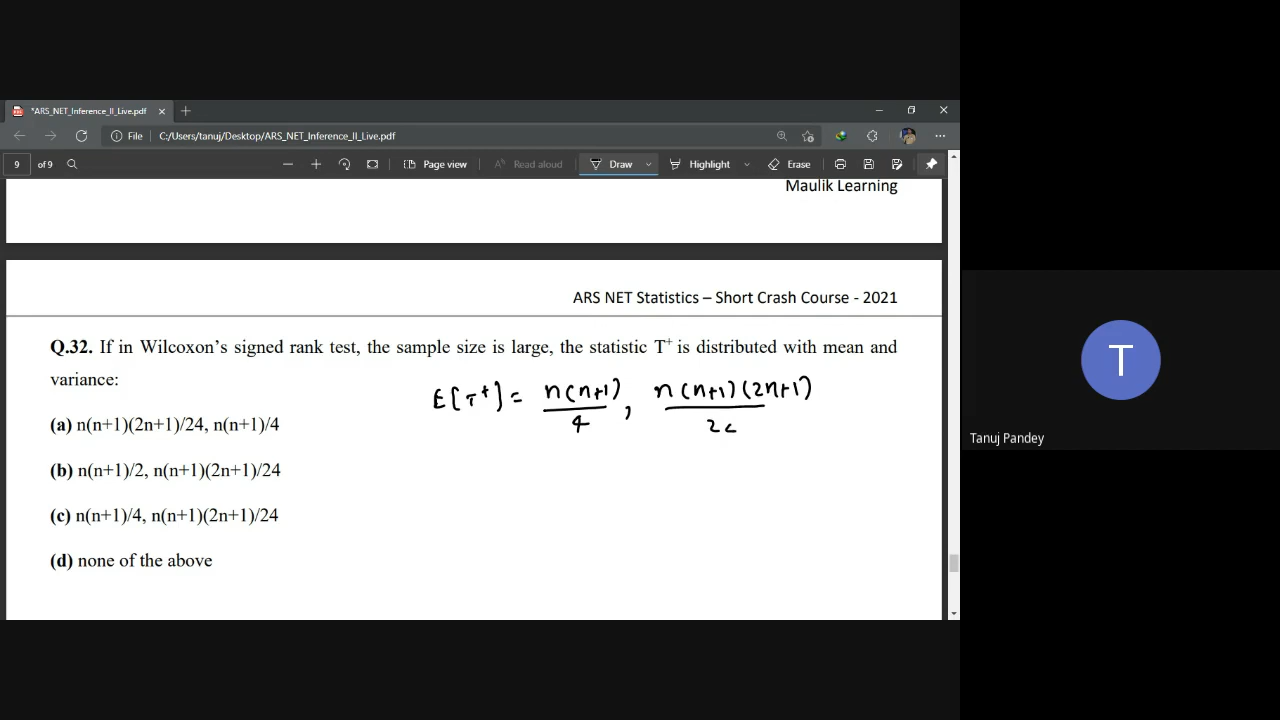 *ARS_NET_Inference_II_Live.pdf
File C:/Users/tanuj/Desktop/ARS_NET_Inference_II_Live.pdf
9 of 9 Page view Read aloud Draw Highlight Erase
Maulik Learning
ARS NET Statistics – Short Crash Course - 2021
Q.32. If in Wilcoxon’s signed rank test, the sample size is large, the statistic T⁺ is distributed with mean and
variance:
E[T⁺] = n(n+1)/4 , n(n+1)(2n+1)/2
(a) n(n+1)(2n+1)/24, n(n+1)/4
(b) n(n+1)/2, n(n+1)(2n+1)/24
(c) n(n+1)/4, n(n+1)(2n+1)/24
(d) none of the above
T
Tanuj Pandey